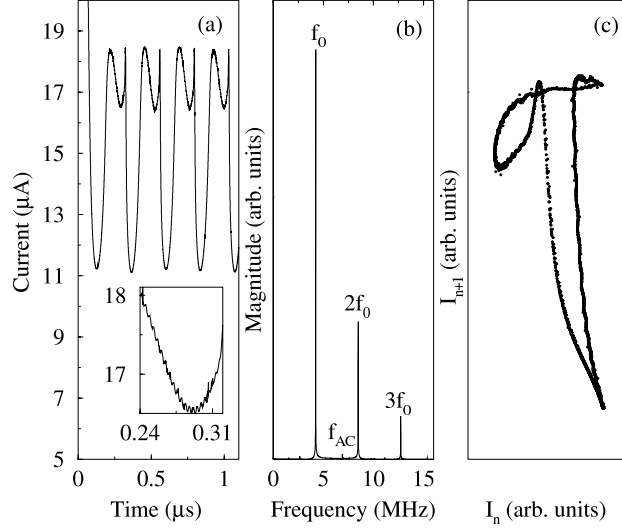 (a)
(b)
(c)
19
17
15
13
11
9
7
5
Current (μA)
0
0.5
1
Time (μs)
18
17
0.24
0.31
Magnitude (arb. units)
f₀
2f₀
3f₀
f_AC
0
5
10
15
Frequency (MHz)
Iₙ₊₁ (arb. units)
Iₙ (arb. units)